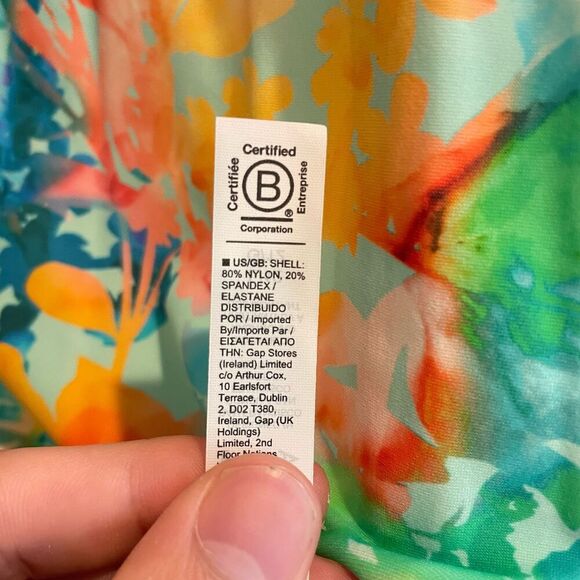 Certified
Certifiée
B
®
Entreprise
Corporation
■ US/GB: SHELL:
80% NYLON, 20%
SPANDEX /
ELASTANE
DISTRIBUIDO
POR / Imported
By/Importe Par /
ΕΙΣΑΓΕΤΑΙ ΑΠΟ
ΤΗΝ: Gap Stores
(Ireland) Limited
c/o Arthur Cox,
10 Earlsfort
Terrace, Dublin
2, D02 T380,
Ireland, Gap (UK
Holdings)
Limited, 2nd
Floor Nations